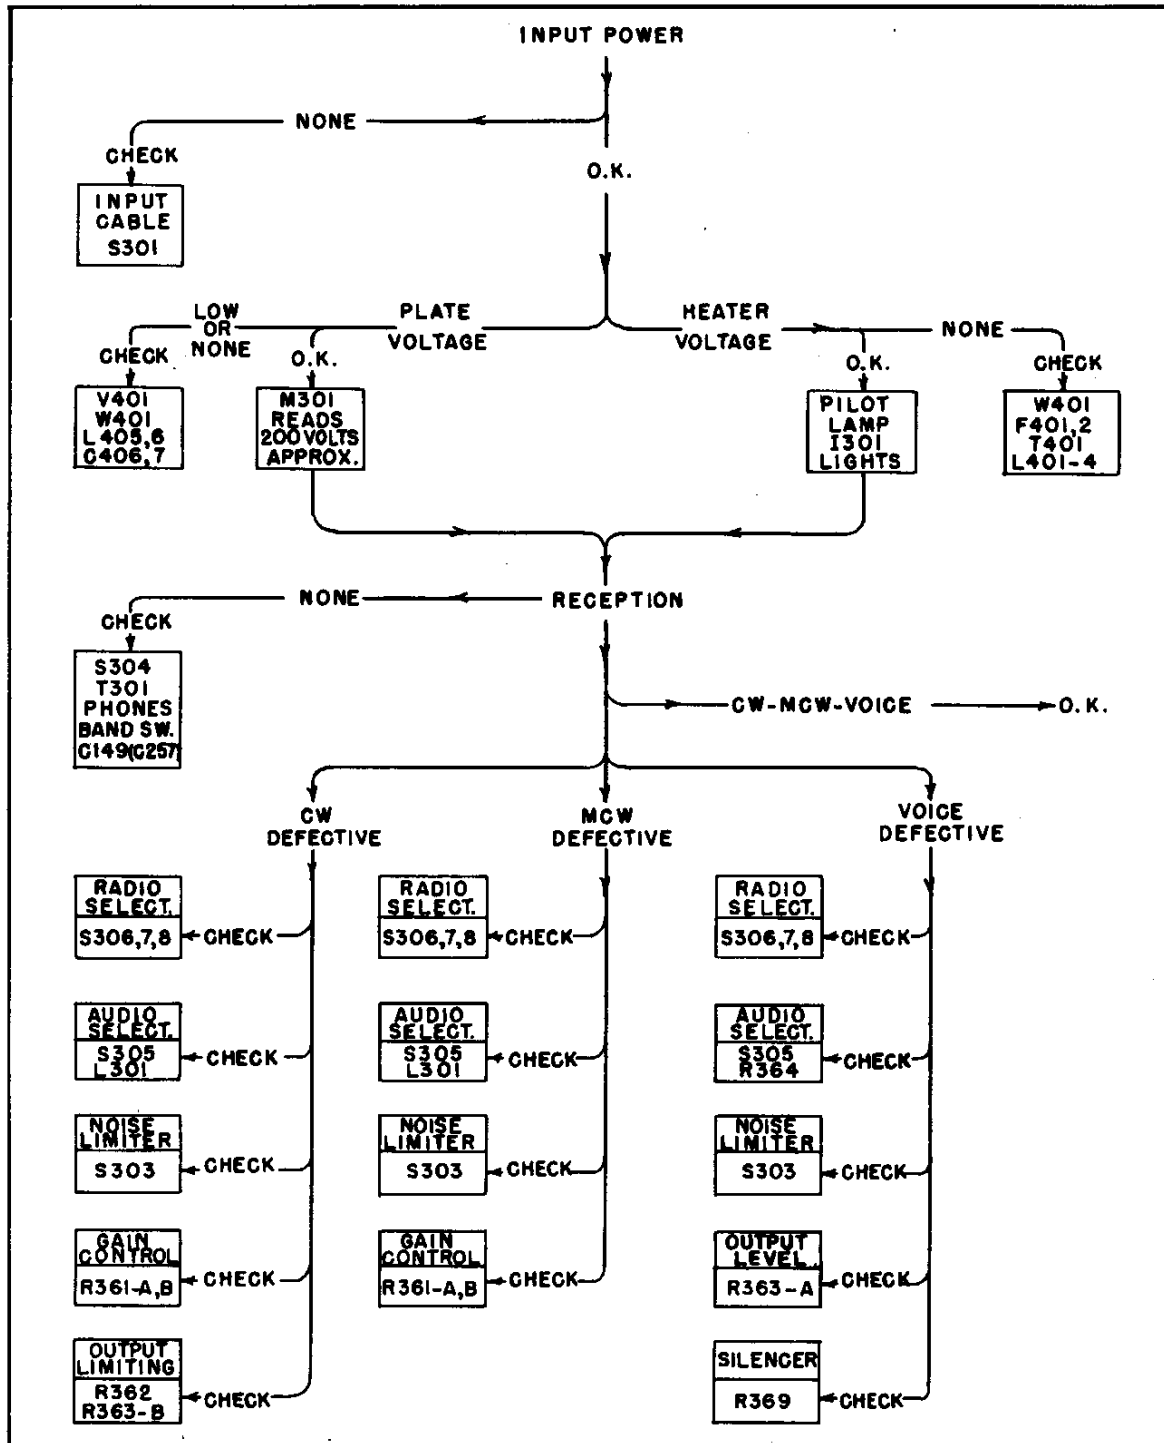 INPUT POWER
NONE
CHECK
O.K.
INPUT
CABLE
S301
LOW
OR
NONE
PLATE
VOLTAGE
HEATER
VOLTAGE
NONE
CHECK
O.K.
O.K.
CHECK
V401
W401
L405,6
C406,7
M301
READS
200 VOLTS
APPROX.
PILOT
LAMP
I301
LIGHTS
W401
F401,2
T401
L401-4
NONE
RECEPTION
CHECK
S304
T301
PHONES
BAND SW.
C149(C257)
CW-MCW-VOICE
O.K.
CW
DEFECTIVE
MCW
DEFECTIVE
VOICE
DEFECTIVE
RADIO
SELECT.
S306,7,8
CHECK
AUDIO
SELECT.
S305
L301
CHECK
NOISE
LIMITER
S303
CHECK
GAIN
CONTROL
R361-A,B
CHECK
OUTPUT
LIMITING
R362
R363-B
CHECK
RADIO
SELECT.
S306,7,8
CHECK
AUDIO
SELECT.
S305
L301
CHECK
NOISE
LIMITER
S303
CHECK
GAIN
CONTROL
R361-A,B
CHECK
RADIO
SELECT.
S306,7,8
CHECK
AUDIO
SELECT.
S305
R364
CHECK
NOISE
LIMITER
S303
CHECK
OUTPUT
LEVEL
R363-A
CHECK
SILENCER
R369
CHECK